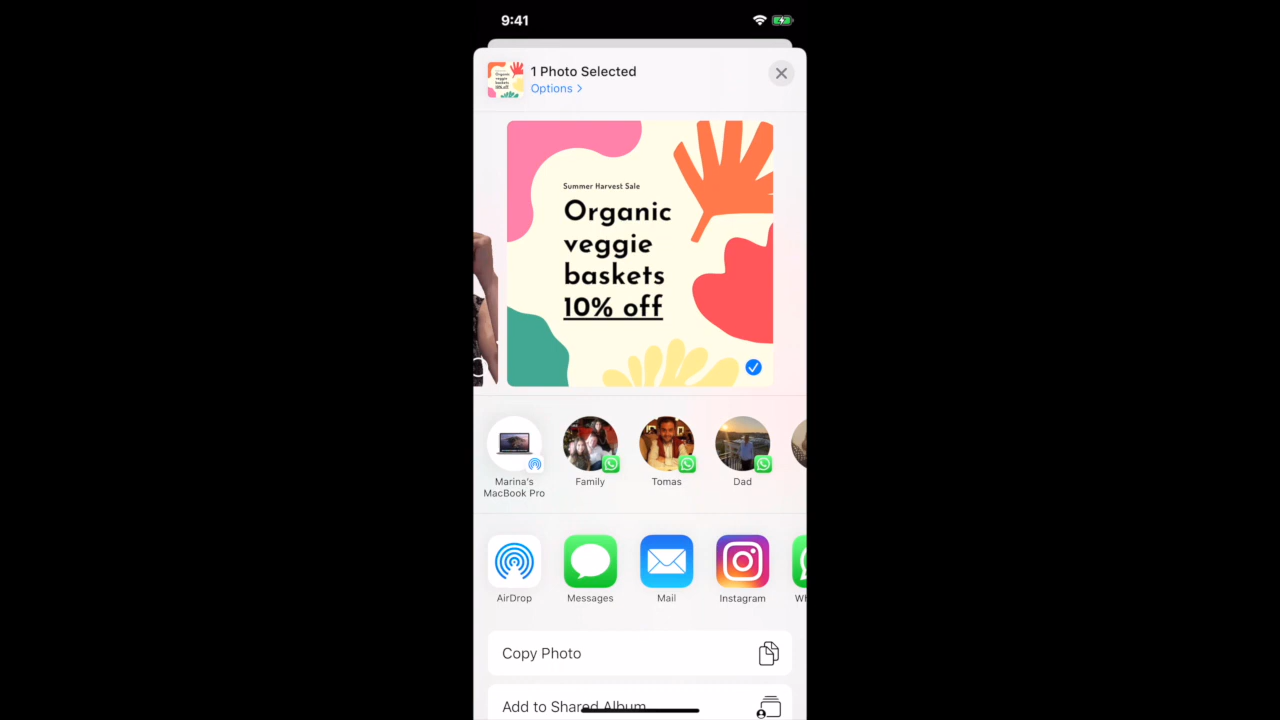 9:41
1 Photo Selected
Options >
Summer Harvest Sale
Organic
veggie
baskets
10% off
Marina's
MacBook Pro
Family
Tomas
Dad
AirDrop
Messages
Mail
Instagram
Wh
Copy Photo
Add to Shared Album